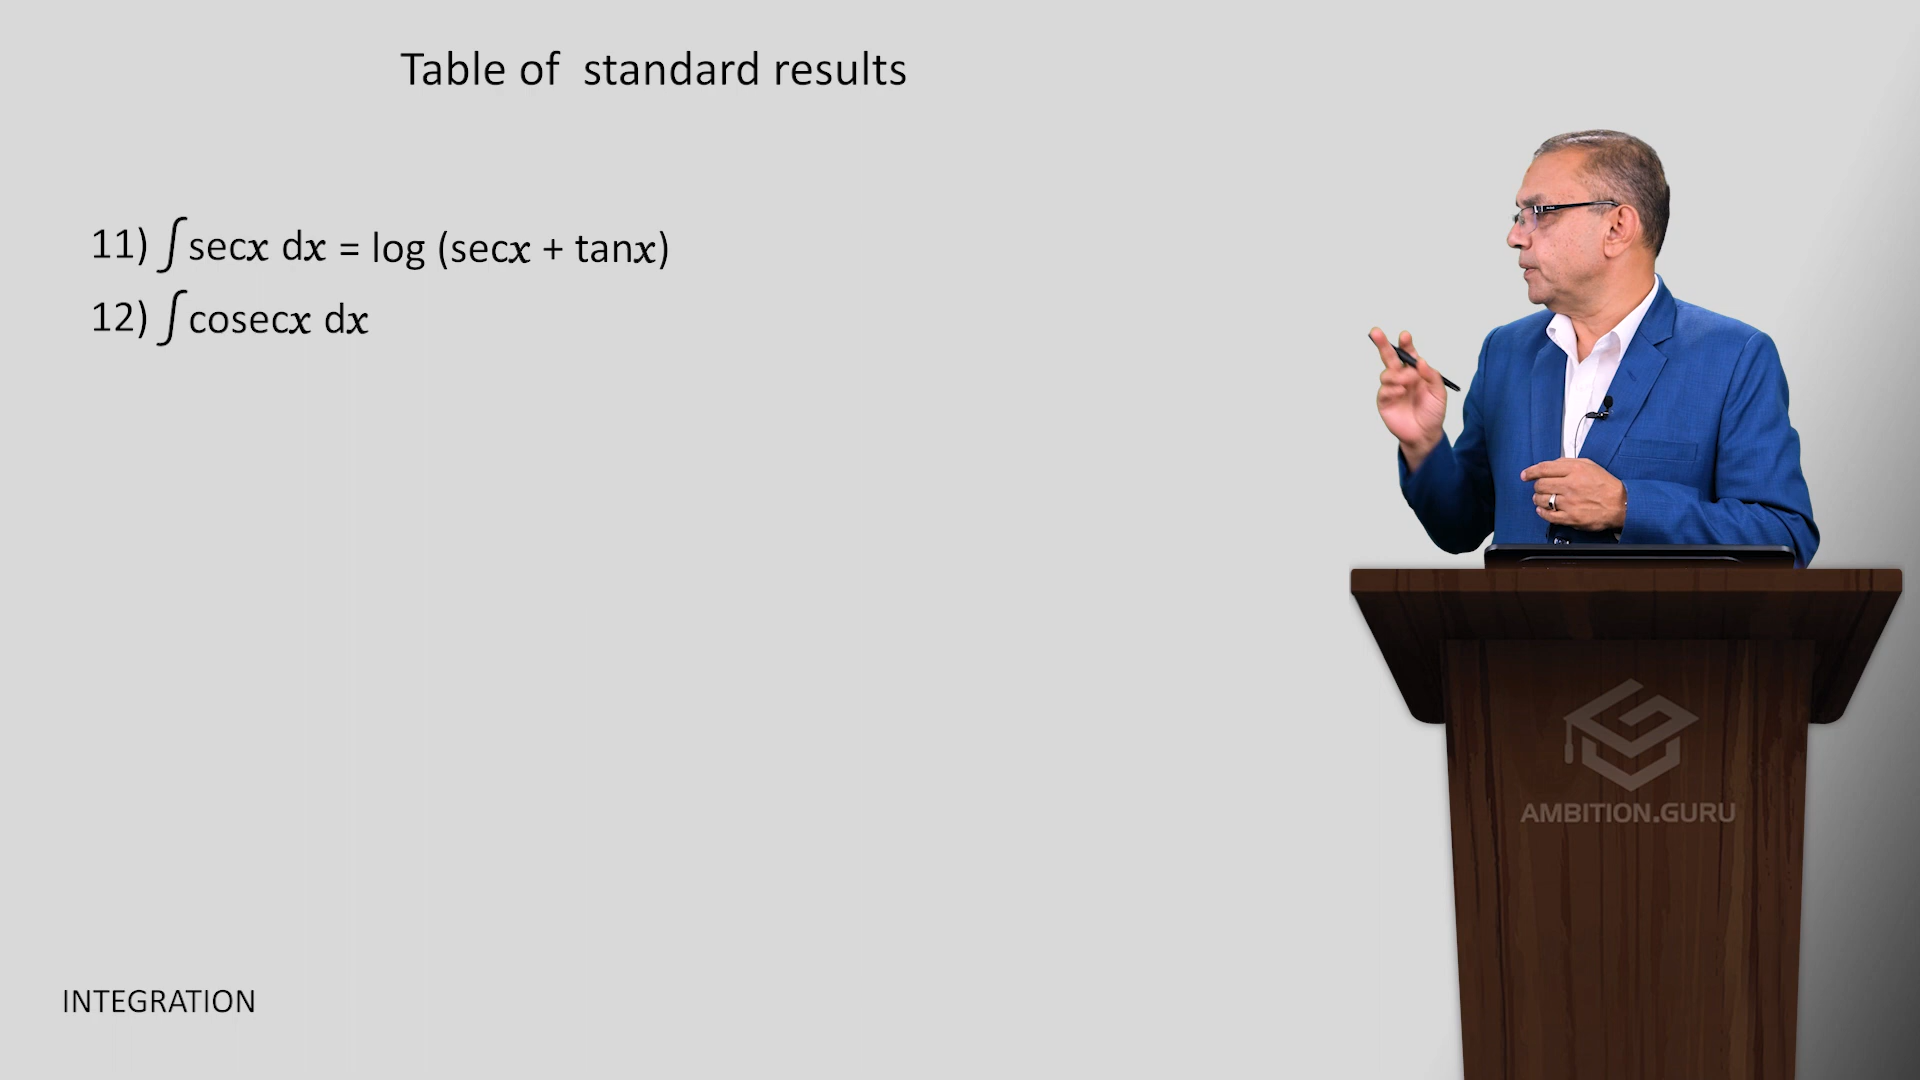 Table of standard results
11) ∫secx dx = log (secx + tanx)
12) ∫cosecx dx
AMBITION.GURU
INTEGRATION